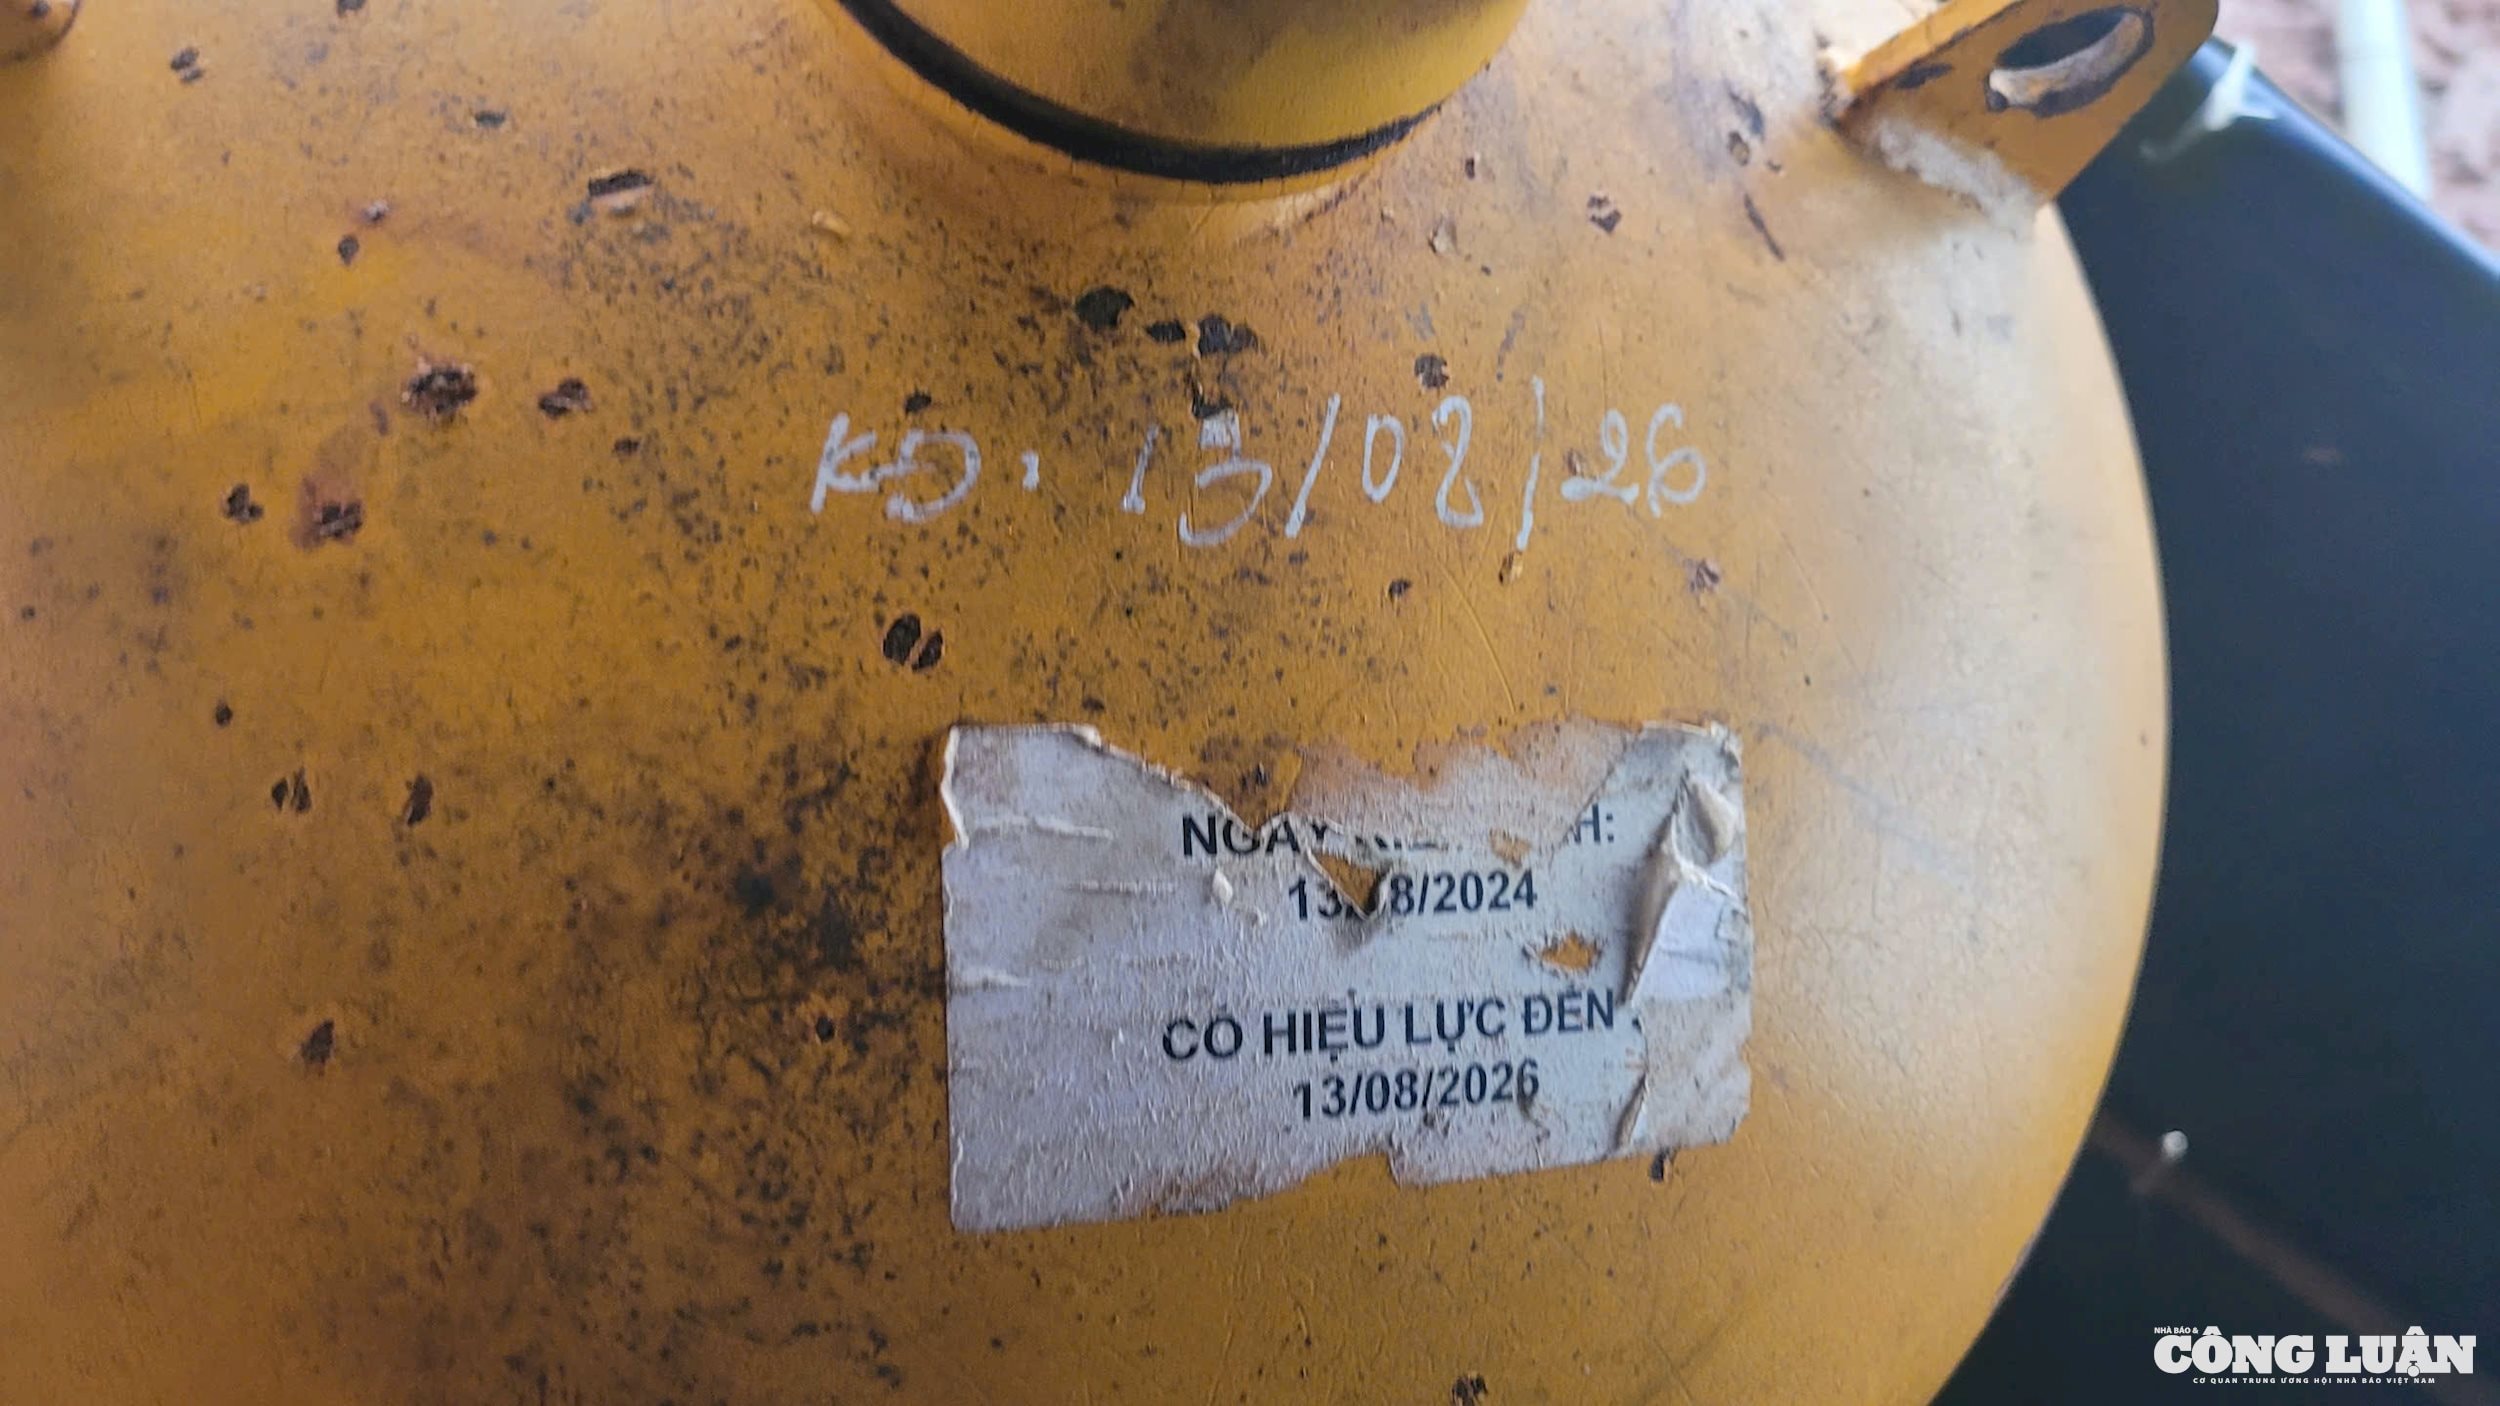 KĐ: 13/08/26
NGÀY
13/08/2024
CÓ HIỆU LỰC ĐẾN
13/08/2026
NHÀ BÁO &
CÔNG LUẬN
CƠ QUAN TRUNG ƯƠNG HỘI NHÀ BÁO VIỆT NAM